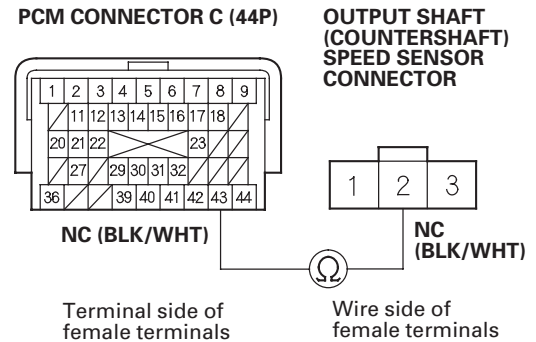 PCM CONNECTOR C (44P)
OUTPUT SHAFT
(COUNTERSHAFT)
SPEED SENSOR
CONNECTOR
1 2 3 4 5 6 7 8 9
11 12 13 14 15 16 17 18
20 21 22 23
27 29 30 31 32
36 39 40 41 42 43 44
1 2 3
NC (BLK/WHT)
NC
(BLK/WHT)
Ω
Terminal side of
female terminals
Wire side of
female terminals